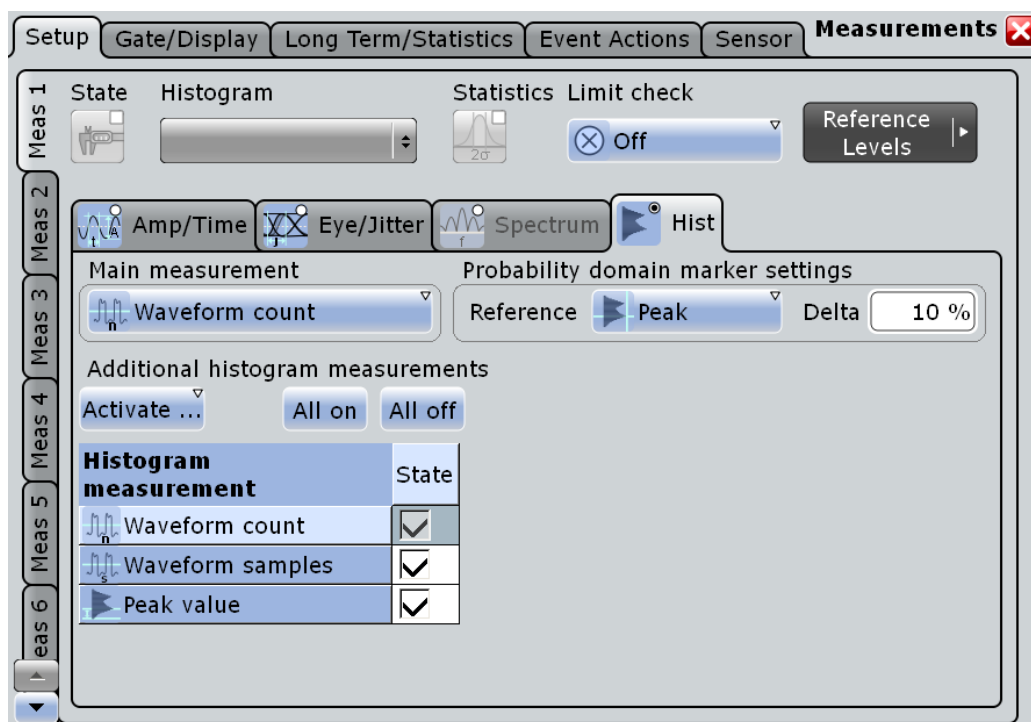 Setup Gate/Display Long Term/Statistics Event Actions Sensor Measurements
Meas 1
Meas 2
Meas 3
Meas 4
Meas 5
eas 6
State Histogram Statistics Limit check
2σ
Off
Reference
Levels
Amp/Time Eye/Jitter Spectrum Hist
Main measurement Probability domain marker settings
Waveform count Reference Peak Delta 10 %
Additional histogram measurements
Activate ... All on All off
Histogram
measurement State
Waveform count
Waveform samples
Peak value